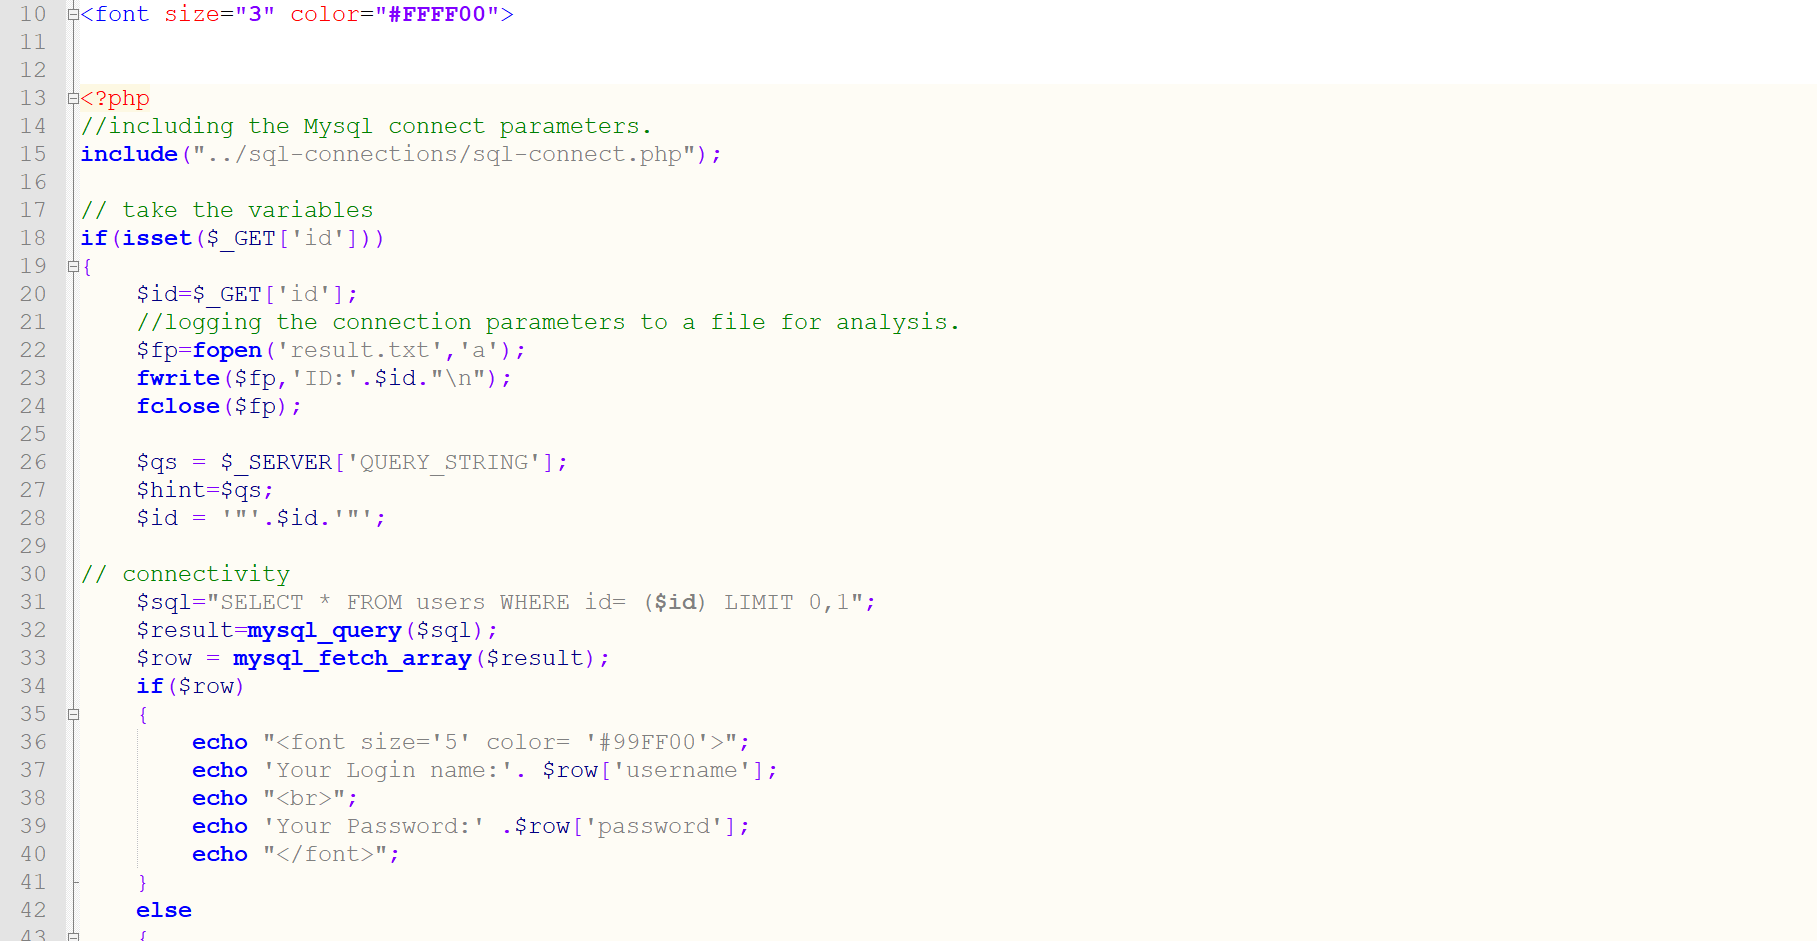 10 <font size="3" color="#FFFF00">
11
12
13 <?php
14 //including the Mysql connect parameters.
15 include("../sql-connections/sql-connect.php");
16
17 // take the variables
18 if(isset($_GET['id']))
19 {
20     $id=$_GET['id'];
21     //logging the connection parameters to a file for analysis.
22     $fp=fopen('result.txt','a');
23     fwrite($fp,'ID:'.$id."\n");
24     fclose($fp);
25
26     $qs = $_SERVER['QUERY_STRING'];
27     $hint=$qs;
28     $id = '"'.$id.'"';
29
30 // connectivity
31     $sql="SELECT * FROM users WHERE id= ($id) LIMIT 0,1";
32     $result=mysql_query($sql);
33     $row = mysql_fetch_array($result);
34     if($row)
35     {
36         echo "<font size='5' color= '#99FF00'>";
37         echo 'Your Login name:'. $row['username'];
38         echo "<br>";
39         echo 'Your Password:' .$row['password'];
40         echo "</font>";
41     }
42     else
43     {